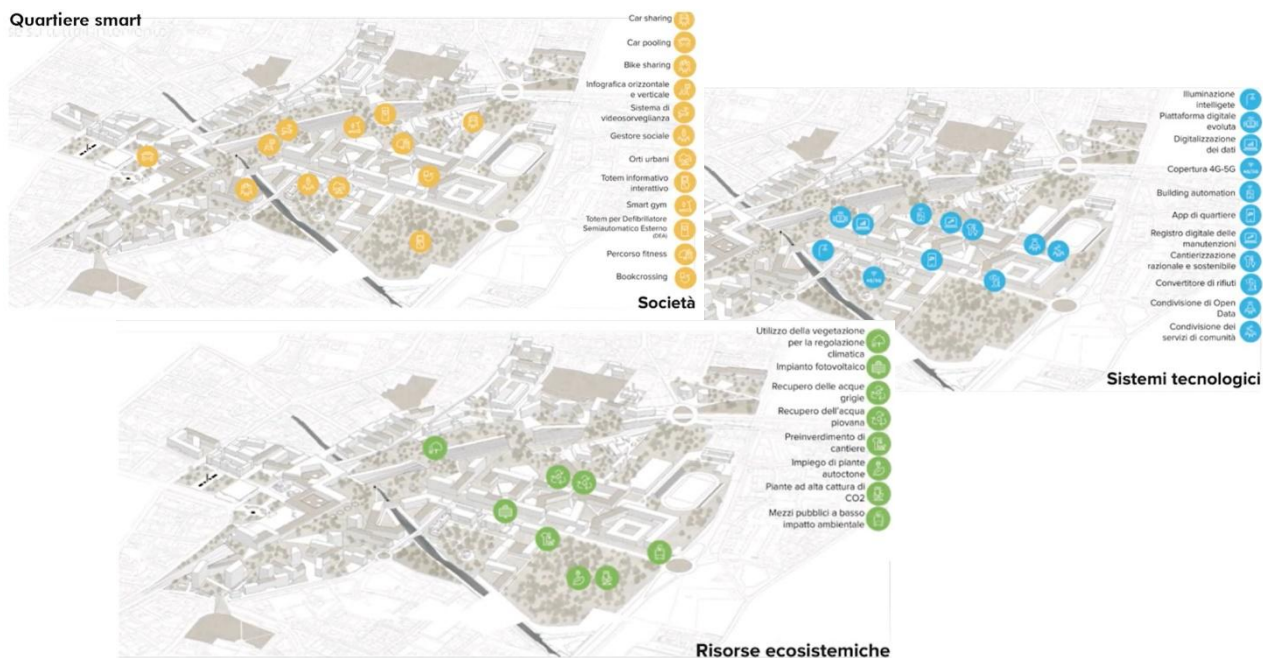 Quartiere smart
Car sharing
Car pooling
Bike sharing
Infografica orizzontale
e verticale
Sistema di
videosorveglianza
Gestore sociale
Orti urbani
Totem informativo
interattivo
Smart gym
Totem per Defibrillatore
Semiautomatico Esterno
(DEA)
Percorso fitness
Bookcrossing
Società
Illuminazione
intelligete
Piattaforma digitale
evoluta
Digitalizzazione
dei dati
Copertura 4G-5G
Building automation
App di quartiere
Registro digitale delle
manutenzioni
Cantierizzazione
razionale e sostenibile
Convertitore di rifiuti
Condivisione di Open
Data
Condivisione dei
servizi di comunità
Sistemi tecnologici
Utilizzo della vegetazione
per la regolazione
climatica
Impianto fotovoltaico
Recupero delle acque
grigie
Recupero dell'acqua
piovana
Preinverdimento di
cantiere
Impiego di piante
autoctone
Piante ad alta cattura di
CO2
Mezzi pubblici a basso
impatto ambientale
Risorse ecosistemiche